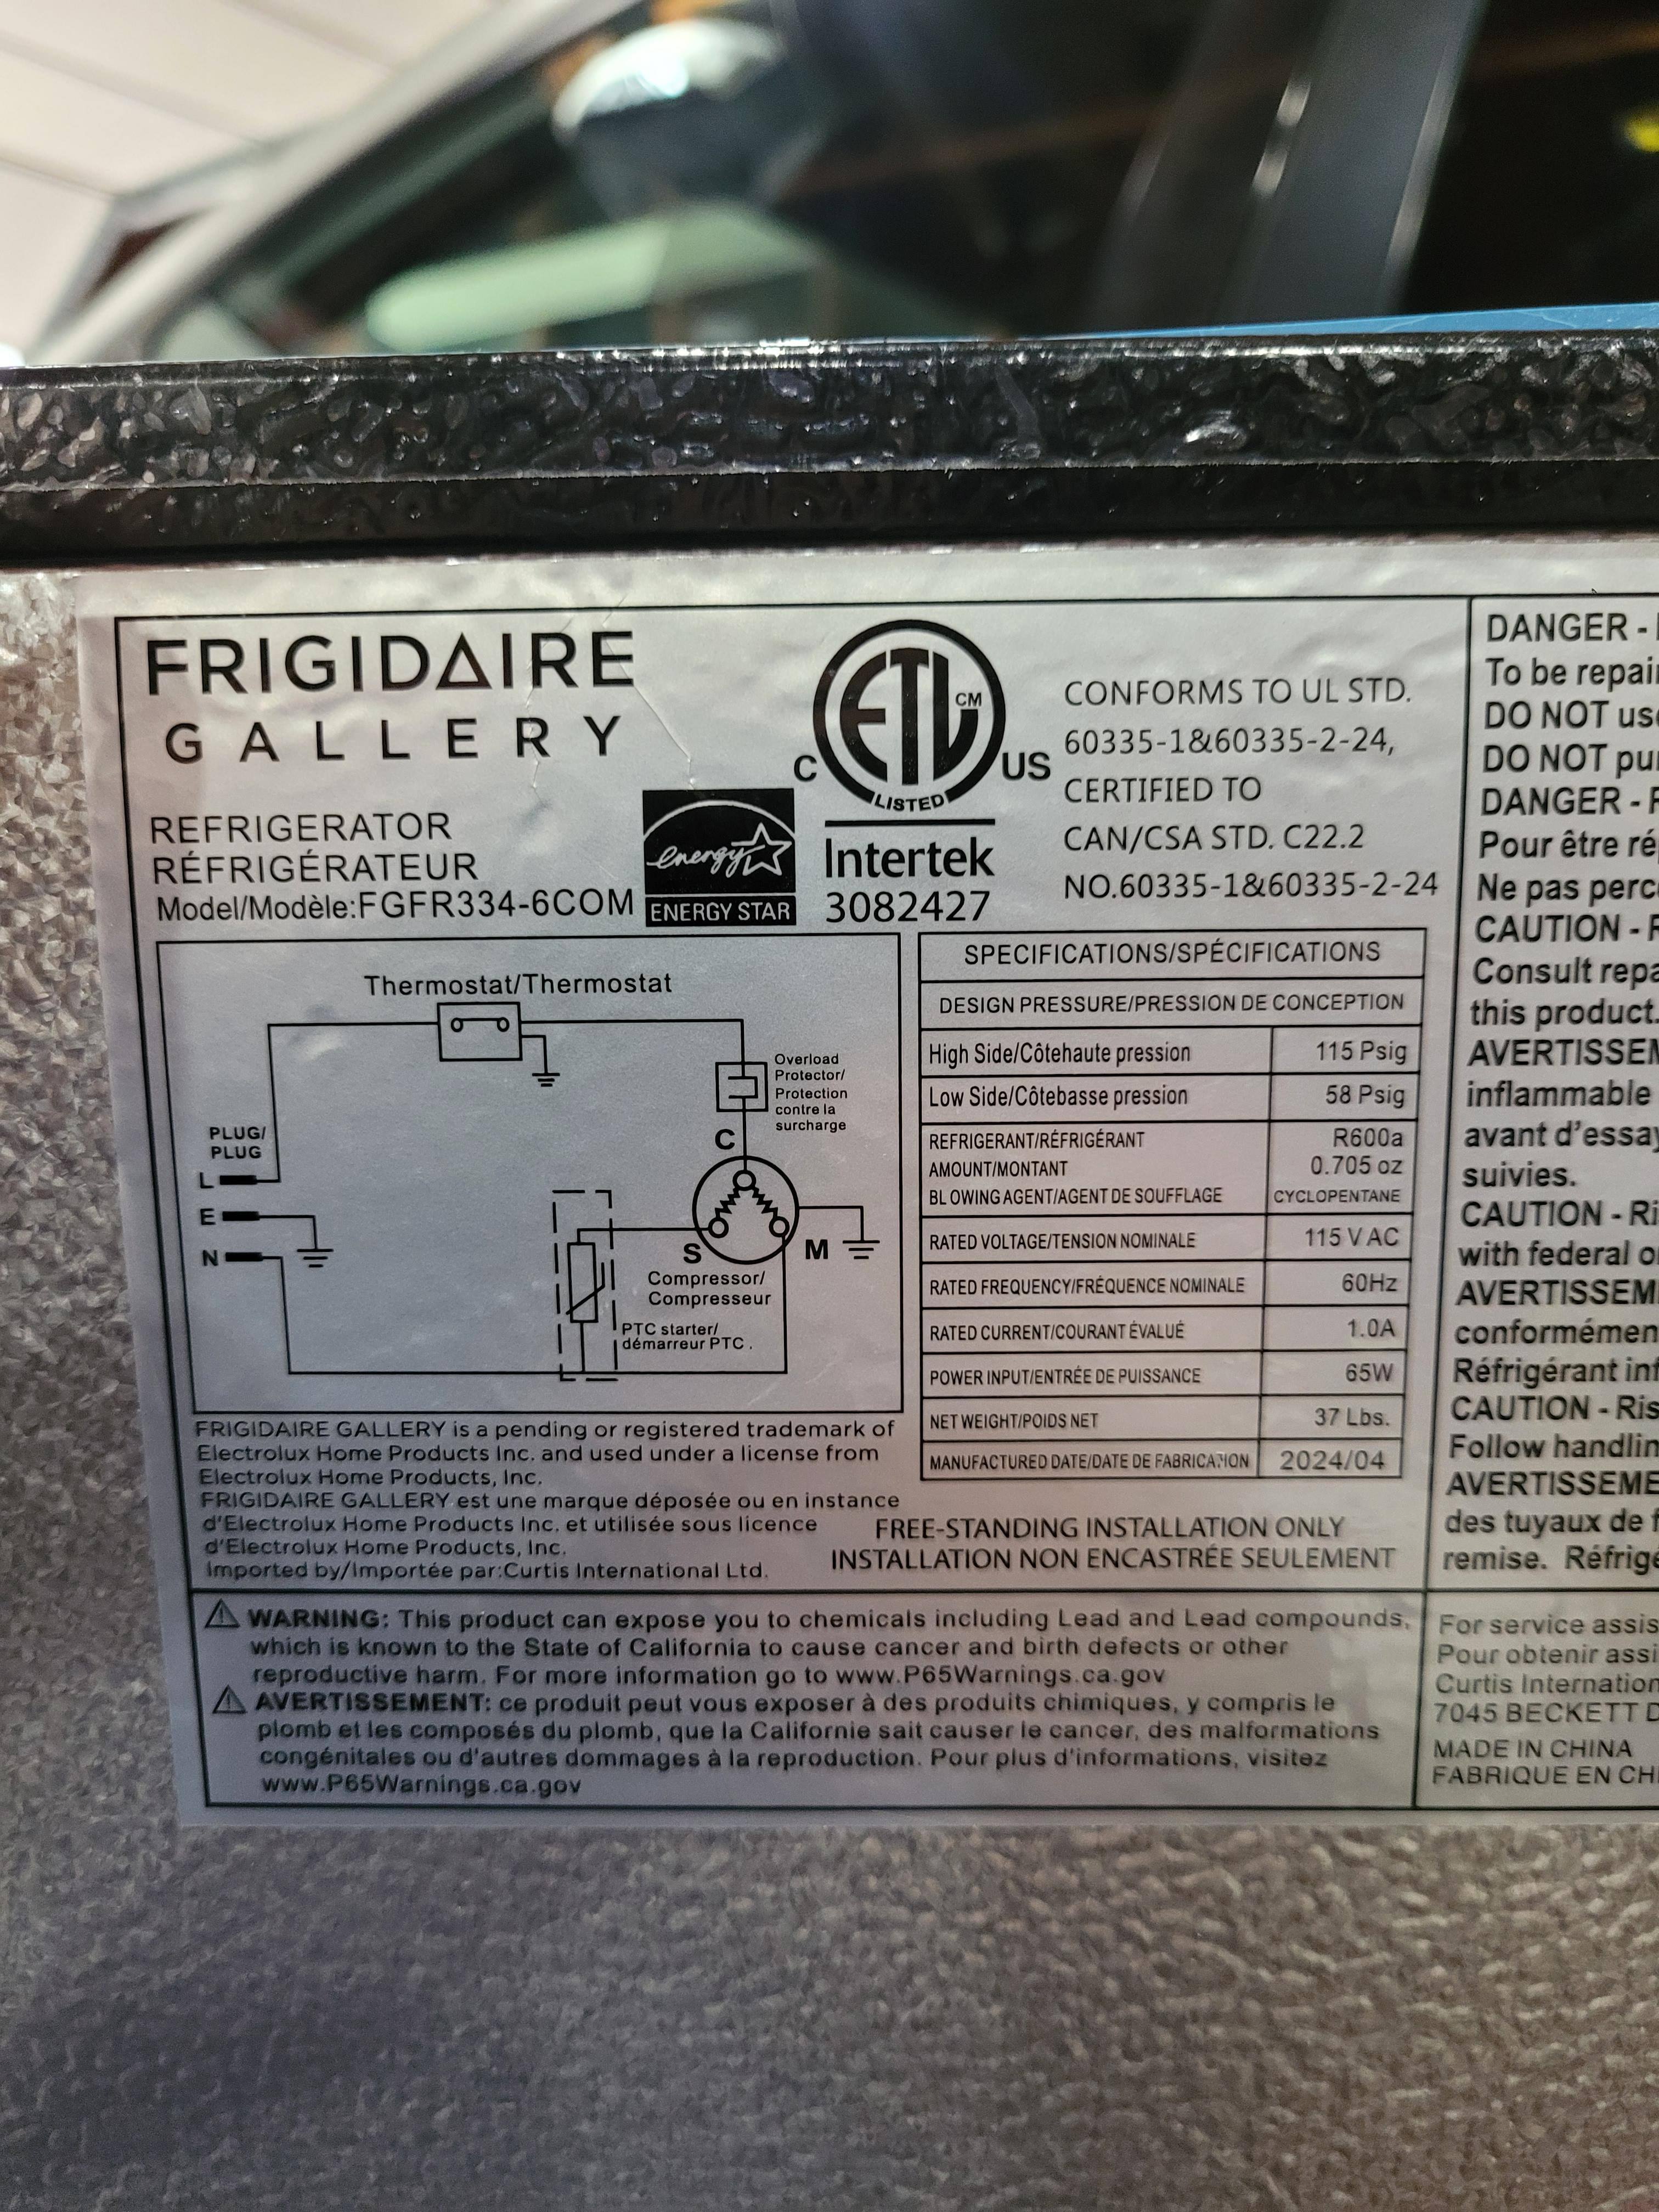 FRIGIDAIRE
GALLERY
REFRIGERATOR
RÉFRIGÉRATEUR
Model/Modèle:FGFR334-6COM
energy
ENERGY STAR
ETL CM
C US
LISTED
Intertek
3082427
CONFORMS TO UL STD.
60335-1&60335-2-24,
CERTIFIED TO
CAN/CSA STD. C22.2
NO.60335-1&60335-2-24
Thermostat/Thermostat
Overload
Protector/
Protection
contre la
surcharge
PLUG/
PLUG
L
E
N
C
S
M
Compressor/
Compresseur
PTC starter/
démarreur PTC .
SPECIFICATIONS/SPÉCIFICATIONS
DESIGN PRESSURE/PRESSION DE CONCEPTION
High Side/Côtehaute pression 115 Psig
Low Side/Côtebasse pression 58 Psig
REFRIGERANT/RÉFRIGÉRANT R600a
AMOUNT/MONTANT 0.705 oz
BLOWING AGENT/AGENT DE SOUFFLAGE CYCLOPENTANE
RATED VOLTAGE/TENSION NOMINALE 115 V AC
RATED FREQUENCY/FRÉQUENCE NOMINALE 60Hz
RATED CURRENT/COURANT ÉVALUÉ 1.0A
POWER INPUT/ENTRÉE DE PUISSANCE 65W
NET WEIGHT/POIDS NET 37 Lbs.
MANUFACTURED DATE/DATE DE FABRICATION 2024/04
FRIGIDAIRE GALLERY is a pending or registered trademark of
Electrolux Home Products Inc. and used under a license from
Electrolux Home Products, Inc.
FRIGIDAIRE GALLERY est une marque déposée ou en instance
d'Electrolux Home Products Inc. et utilisée sous licence
d'Electrolux Home Products, Inc.
Imported by/Importée par:Curtis International Ltd.
FREE-STANDING INSTALLATION ONLY
INSTALLATION NON ENCASTRÉE SEULEMENT
WARNING: This product can expose you to chemicals including Lead and Lead compounds,
which is known to the State of California to cause cancer and birth defects or other
reproductive harm. For more information go to www.P65Warnings.ca.gov
AVERTISSEMENT: ce produit peut vous exposer à des produits chimiques, y compris le
plomb et les composés du plomb, que la Californie sait causer le cancer, des malformations
congénitales ou d'autres dommages à la reproduction. Pour plus d'informations, visitez
www.P65Warnings.ca.gov
DANGER -
To be repair
DO NOT use
DO NOT pun
DANGER - R
Pour être rép
Ne pas perc
CAUTION - R
Consult repa
this product.
AVERTISSEM
inflammable
avant d'essay
suivies.
CAUTION - Ri
with federal o
AVERTISSEM
conformémen
Réfrigérant inf
CAUTION - Ris
Follow handlin
AVERTISSEME
des tuyaux de f
remise. Réfrigé
For service assis
Pour obtenir assi
Curtis Internation
7045 BECKETT D
MADE IN CHINA
FABRIQUE EN CHI